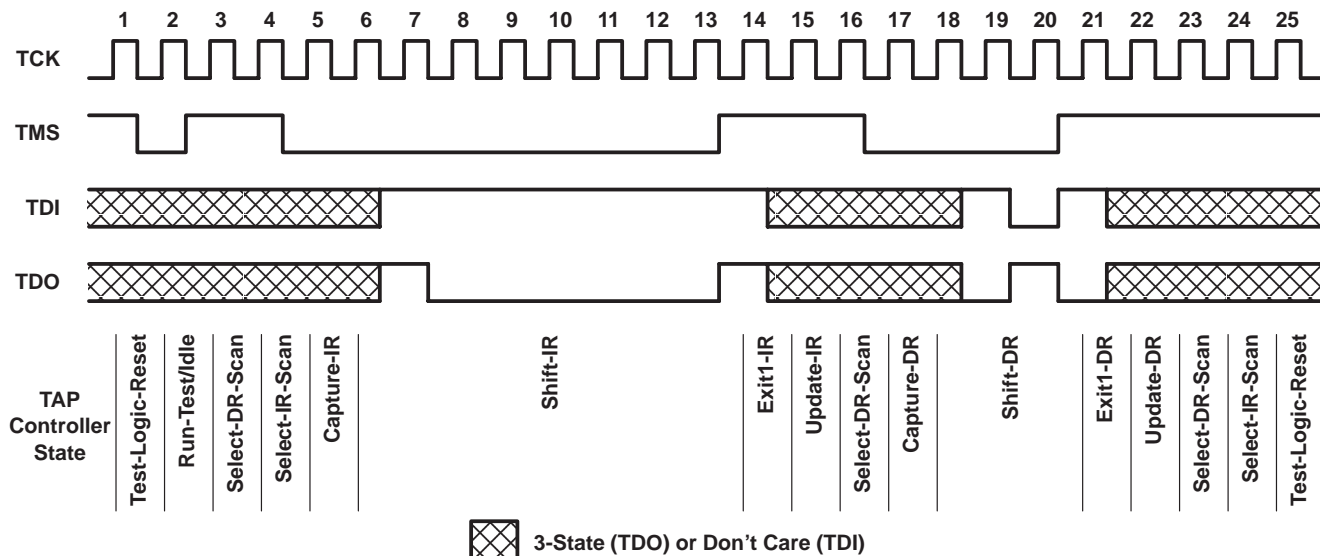 1 2 3 4 5 6 7 8 9 10 11 12 13 14 15 16 17 18 19 20 21 22 23 24 25
TCK
TMS
TDI
TDO
TAP
Controller
State
Test-Logic-Reset
Run-Test/Idle
Select-DR-Scan
Select-IR-Scan
Capture-IR
Shift-IR
Exit1-IR
Update-IR
Select-DR-Scan
Capture-DR
Shift-DR
Exit1-DR
Update-DR
Select-DR-Scan
Select-IR-Scan
Test-Logic-Reset
3-State (TDO) or Don't Care (TDI)